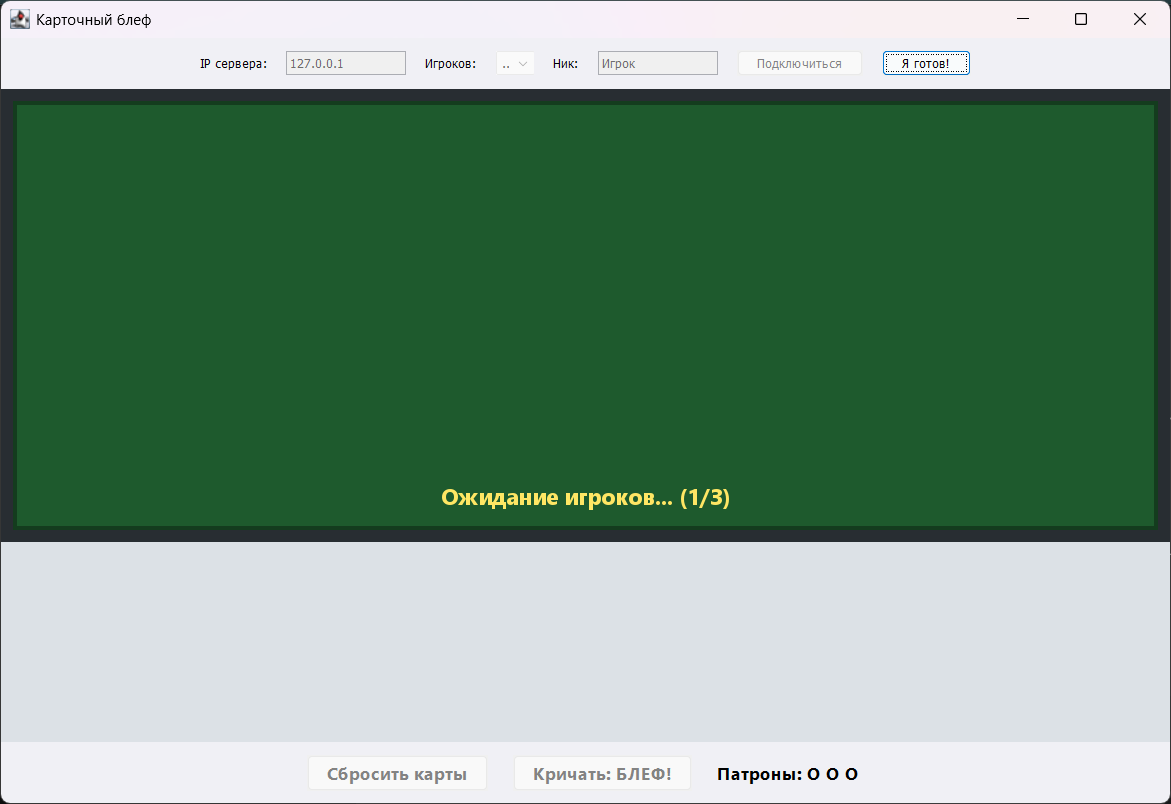 Карточный блеф
IP сервера: 127.0.0.1 Игроков: .. Ник: Игрок Подключиться Я готов!
Ожидание игроков... (1/3)
Сбросить карты Кричать: БЛЕФ! Патроны: O O O